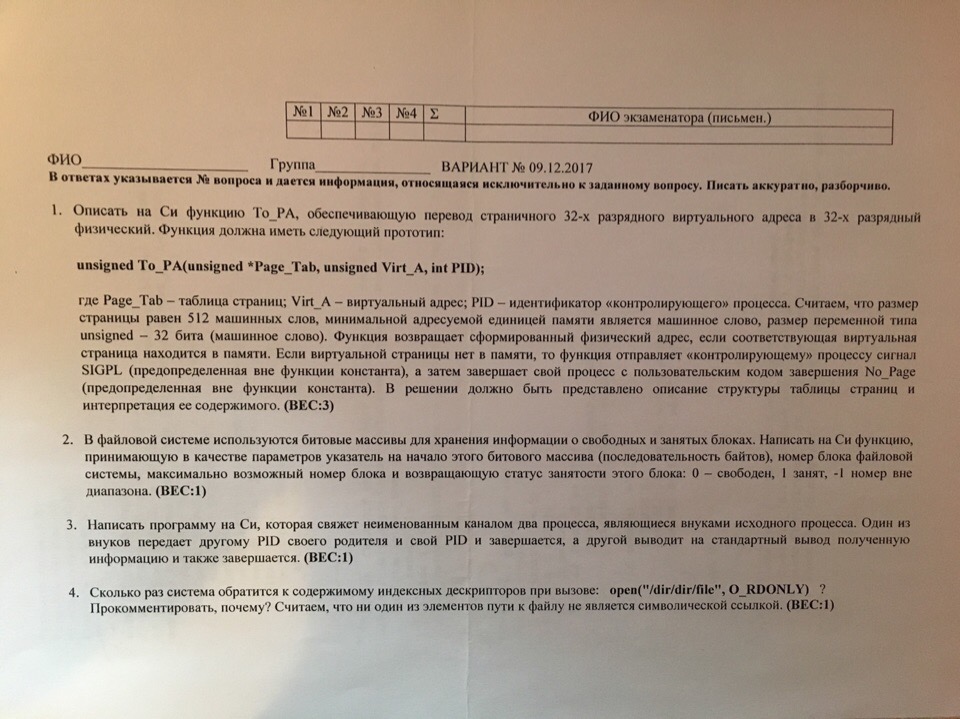 №1 №2 №3 №4 Σ ФИО экзаменатора (письмен.)
ФИО____________________ Группа______________ ВАРИАНТ № 09.12.2017
В ответах указывается № вопроса и дается информация, относящаяся исключительно к заданному вопросу. Писать аккуратно, разборчиво.
1. Описать на Си функцию To_PA, обеспечивающую перевод страничного 32-х разрядного виртуального адреса в 32-х разрядный
физический. Функция должна иметь следующий прототип:
unsigned To_PA(unsigned *Page_Tab, unsigned Virt_A, int PID);
где Page_Tab – таблица страниц; Virt_A – виртуальный адрес; PID – идентификатор «контролирующего» процесса. Считаем, что размер
страницы равен 512 машинных слов, минимальной адресуемой единицей памяти является машинное слово, размер переменной типа
unsigned – 32 бита (машинное слово). Функция возвращает сформированный физический адрес, если соответствующая виртуальная
страница находится в памяти. Если виртуальной страницы нет в памяти, то функция отправляет «контролирующему» процессу сигнал
SIGPL (предопределенная вне функции константа), а затем завершает свой процесс с пользовательским кодом завершения No_Page
(предопределенная вне функции константа). В решении должно быть представлено описание структуры таблицы страниц и
интерпретация ее содержимого. (ВЕС:3)
2. В файловой системе используются битовые массивы для хранения информации о свободных и занятых блоках. Написать на Си функцию,
принимающую в качестве параметров указатель на начало этого битового массива (последовательность байтов), номер блока файловой
системы, максимально возможный номер блока и возвращающую статус занятости этого блока: 0 – свободен, 1 занят, -1 номер вне
диапазона. (ВЕС:1)
3. Написать программу на Си, которая свяжет неименованным каналом два процесса, являющиеся внуками исходного процесса. Один из
внуков передает другому PID своего родителя и свой PID и завершается, а другой выводит на стандартный вывод полученную
информацию и также завершается. (ВЕС:1)
4. Сколько раз система обратится к содержимому индексных дескрипторов при вызове: open("/dir/dir/file", O_RDONLY) ?
Прокомментировать, почему? Считаем, что ни один из элементов пути к файлу не является символической ссылкой. (ВЕС:1)